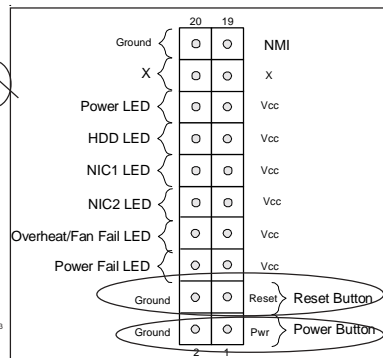 20 19
Ground NMI
X X
Power LED Vcc
HDD LED Vcc
NIC1 LED Vcc
NIC2 LED Vcc
Overheat/Fan Fail LED Vcc
Power Fail LED Vcc
Ground Reset Reset Button
3
Ground Pwr Power Button
2 1